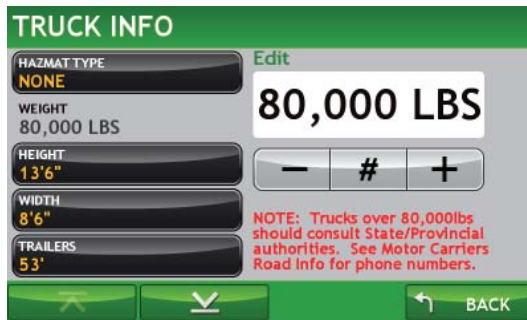 TRUCK INFO
HAZMAT TYPE
NONE
WEIGHT
80,000 LBS
HEIGHT
13'6"
WIDTH
8'6"
TRAILERS
53'
Edit
80,000 LBS
− # +
NOTE: Trucks over 80,000lbs
should consult State/Provincial
authorities. See Motor Carriers
Road Info for phone numbers.
BACK